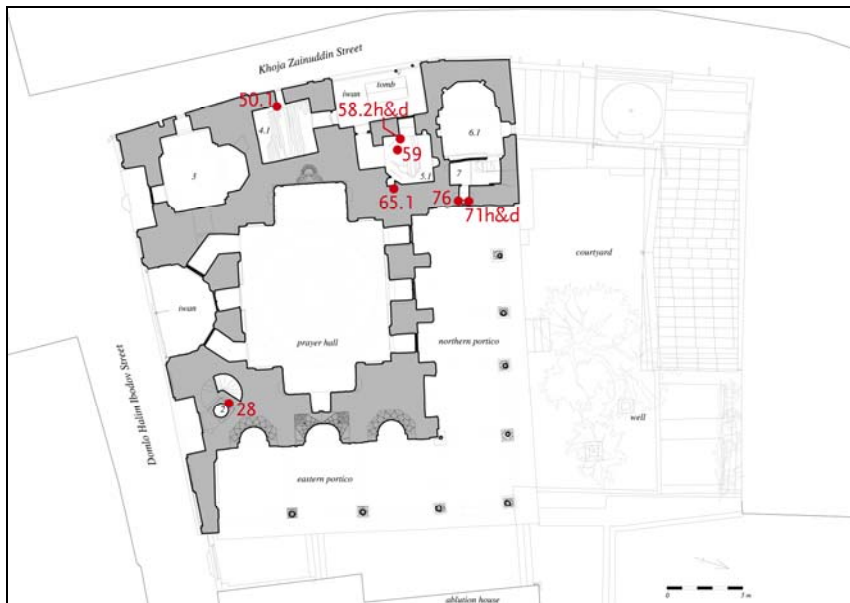 Khoja Zainuddin Street
iwan
tomb
50.1
4.1
58.2h&d
59
6.1
3
5.1
7
65.1
76
71h&d
courtyard
iwan
prayer hall
northern portico
Domlo Halim Ibodov Street
2
28
well
eastern portico
5 m
ablution house